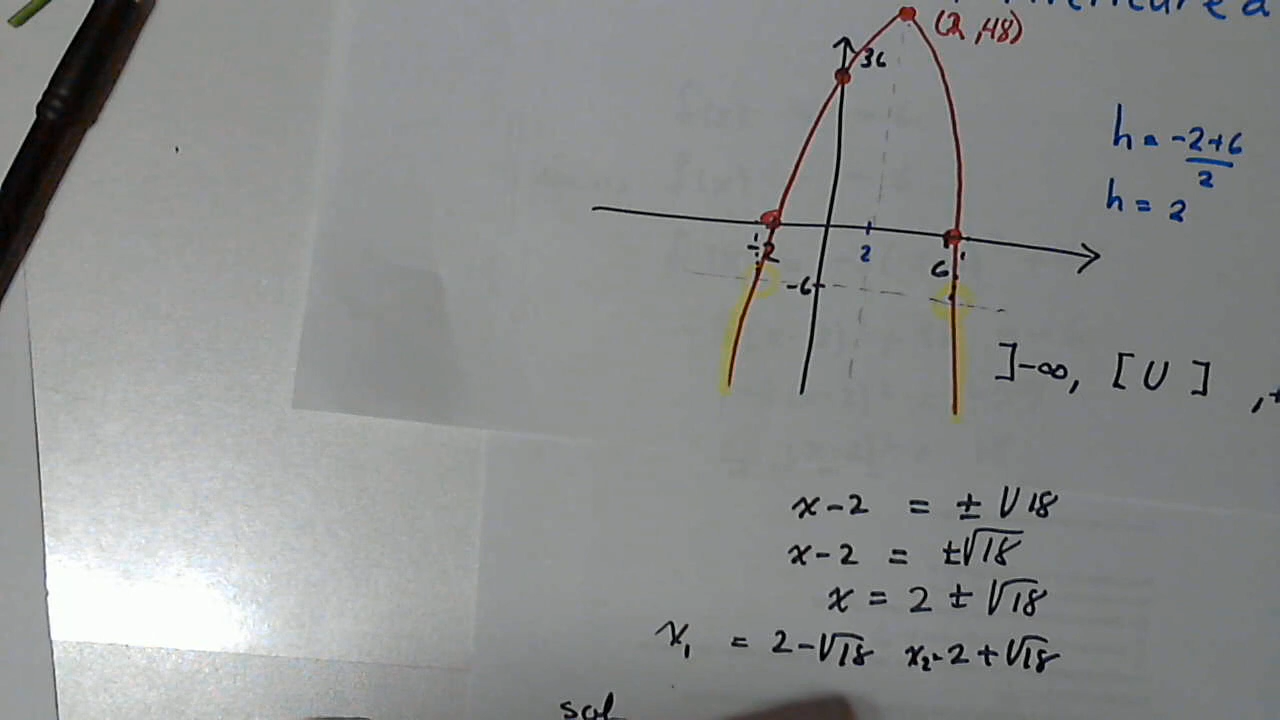 (2, 48)
36
h = -2+6
2
h = 2
-2
2
6
-6
]-∞, [ U ] , +
x-2 = ± √18
x-2 = ±√18
x = 2 ± √18
x₁ = 2-√18 x₂ = 2+√18
sol